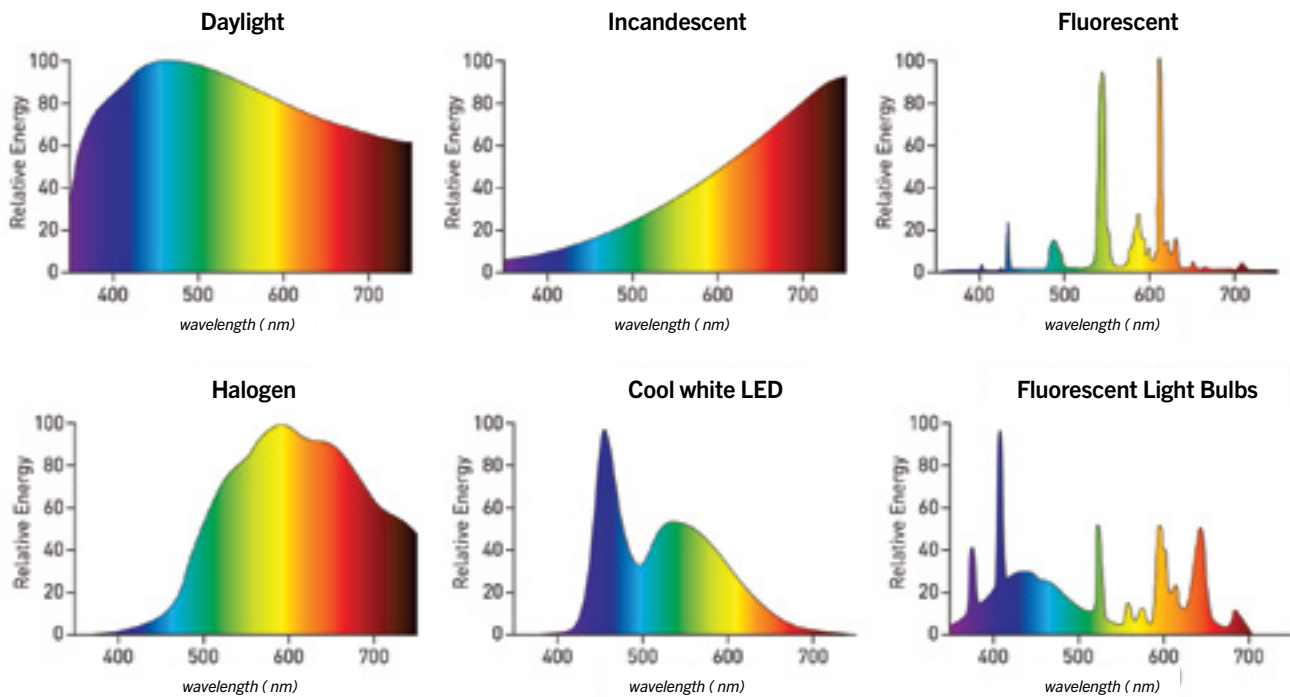 Daylight
Incandescent
Fluorescent
Relative Energy
100
80
60
40
20
0
400 500 600 700
wavelength ( nm)
Relative Energy
100
80
60
40
20
0
400 500 600 700
wavelength ( nm)
Relative Energy
100
80
60
40
20
0
400 500 600 700
wavelength ( nm)
Halogen
Cool white LED
Fluorescent Light Bulbs
Relative Energy
100
80
60
40
20
0
400 500 600 700
wavelength ( nm)
Relative Energy
100
80
60
40
20
0
400 500 600 700
wavelength ( nm)
Relative Energy
100
80
60
40
20
0
400 500 600 700
wavelength ( nm)